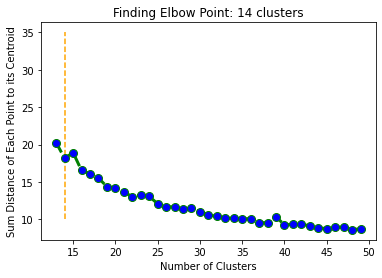 Finding Elbow Point: 14 clusters
Sum Distance of Each Point to its Centroid
35
30
25
20
15
10
15 20 25 30 35 40 45 50
Number of Clusters